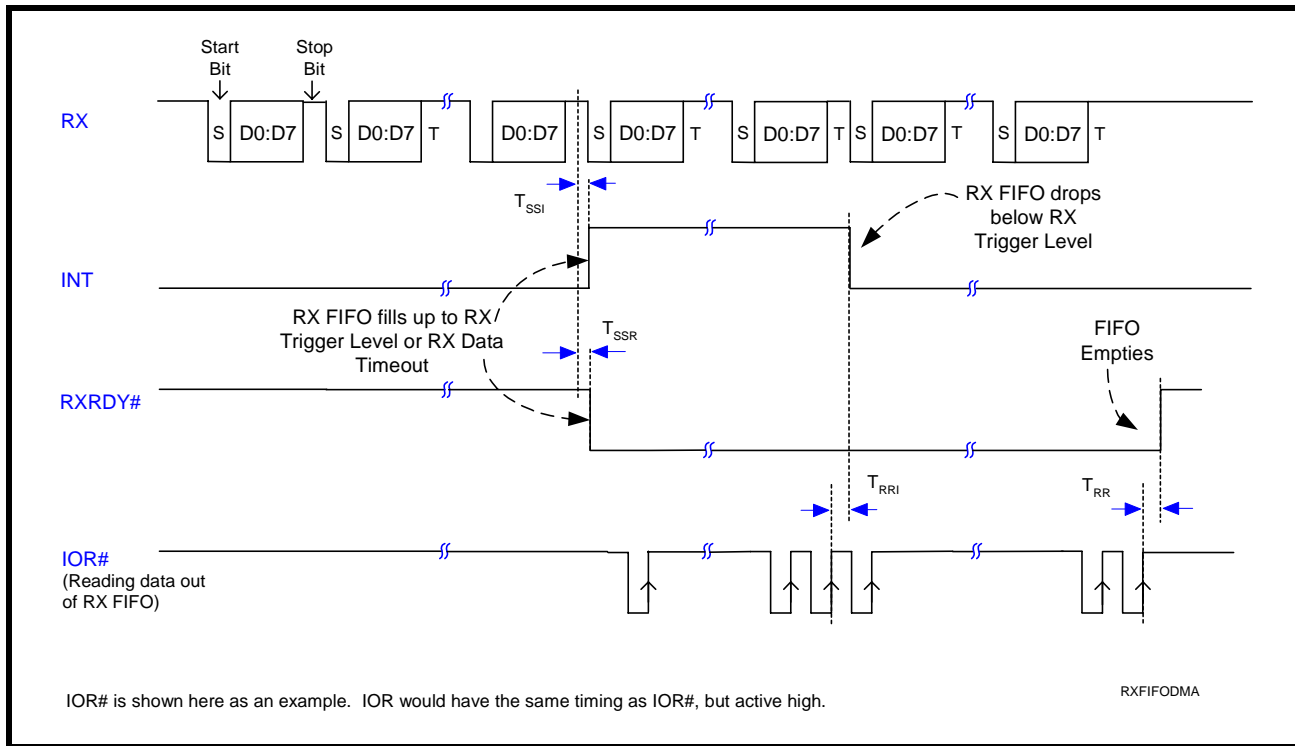 Start
Bit
Stop
Bit
RX
S D0:D7 S D0:D7 T D0:D7 S D0:D7 T S D0:D7 T S D0:D7 T S D0:D7 T
TSSI
RX FIFO drops
below RX
Trigger Level
INT
RX FIFO fills up to RX
Trigger Level or RX Data
Timeout
TSSR
FIFO
Empties
RXRDY#
TRRI
TRR
IOR#
(Reading data out
of RX FIFO)
IOR# is shown here as an example. IOR would have the same timing as IOR#, but active high.
RXFIFODMA